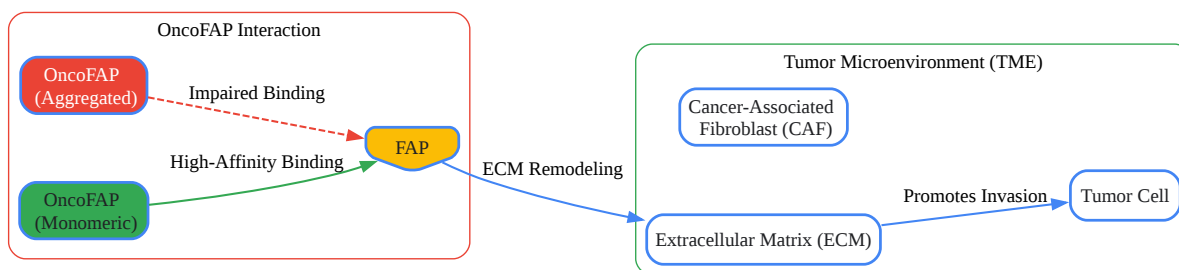 OncoFAP Interaction
OncoFAP
(Aggregated)
Impaired Binding
High-Affinity Binding
OncoFAP
(Monomeric)
FAP
ECM Remodeling
Tumor Microenvironment (TME)
Cancer-Associated
Fibroblast (CAF)
Extracellular Matrix (ECM)
Promotes Invasion
Tumor Cell